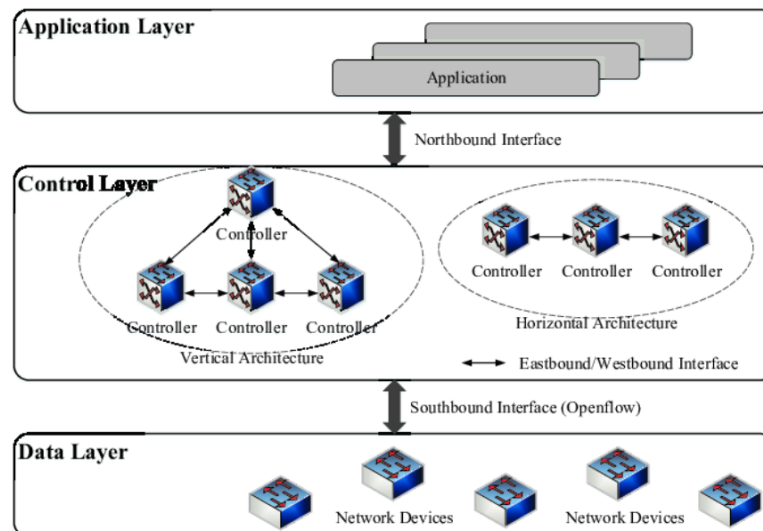 Application Layer
Application
Northbound Interface
Control Layer
Controller
Controller Controller Controller
Vertical Architecture
Controller Controller Controller
Horizontal Architecture
Eastbound/Westbound Interface
Southbound Interface (Openflow)
Data Layer
Network Devices Network Devices